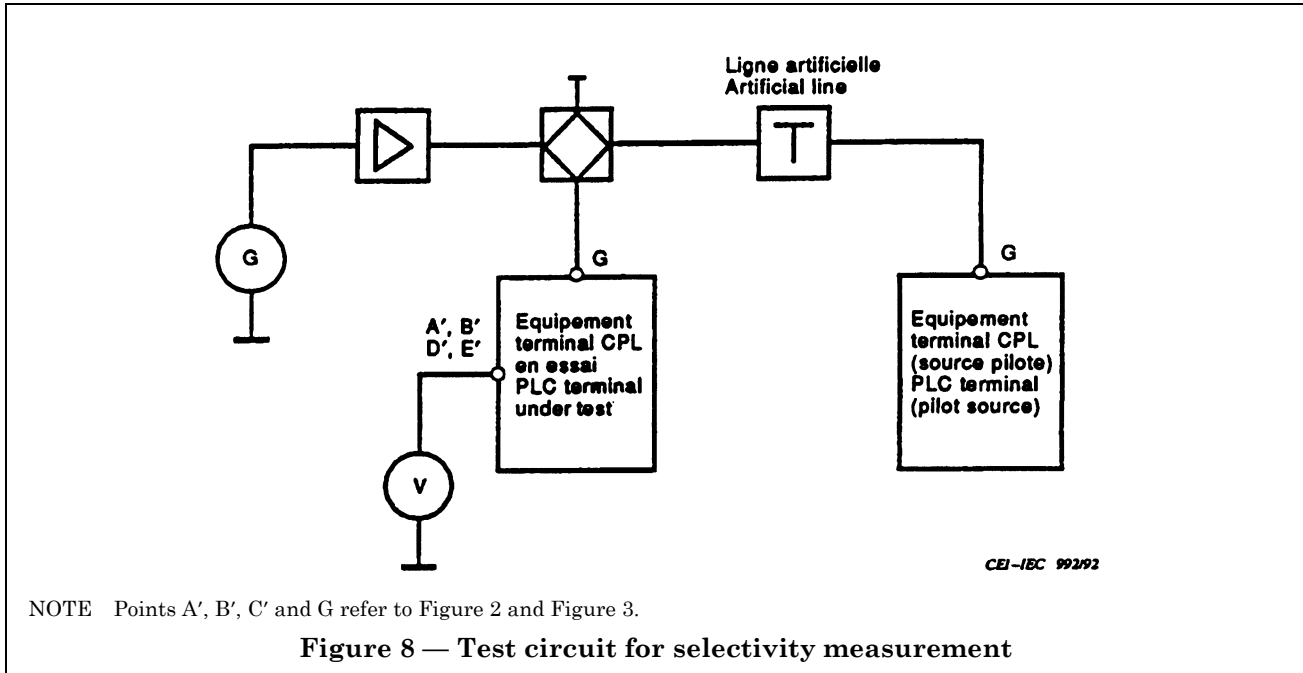 Ligne artificielle
Artificial line
G
G
G
A′, B′
D′, E′
Equipement
terminal CPL
en essai
PLC terminal
under test
Equipement
terminal CPL
(source pilote)
PLC terminal
(pilot source)
V
CEI–IEC 992/92
NOTE Points A′, B′, C′ and G refer to Figure 2 and Figure 3.
Figure 8 — Test circuit for selectivity measurement